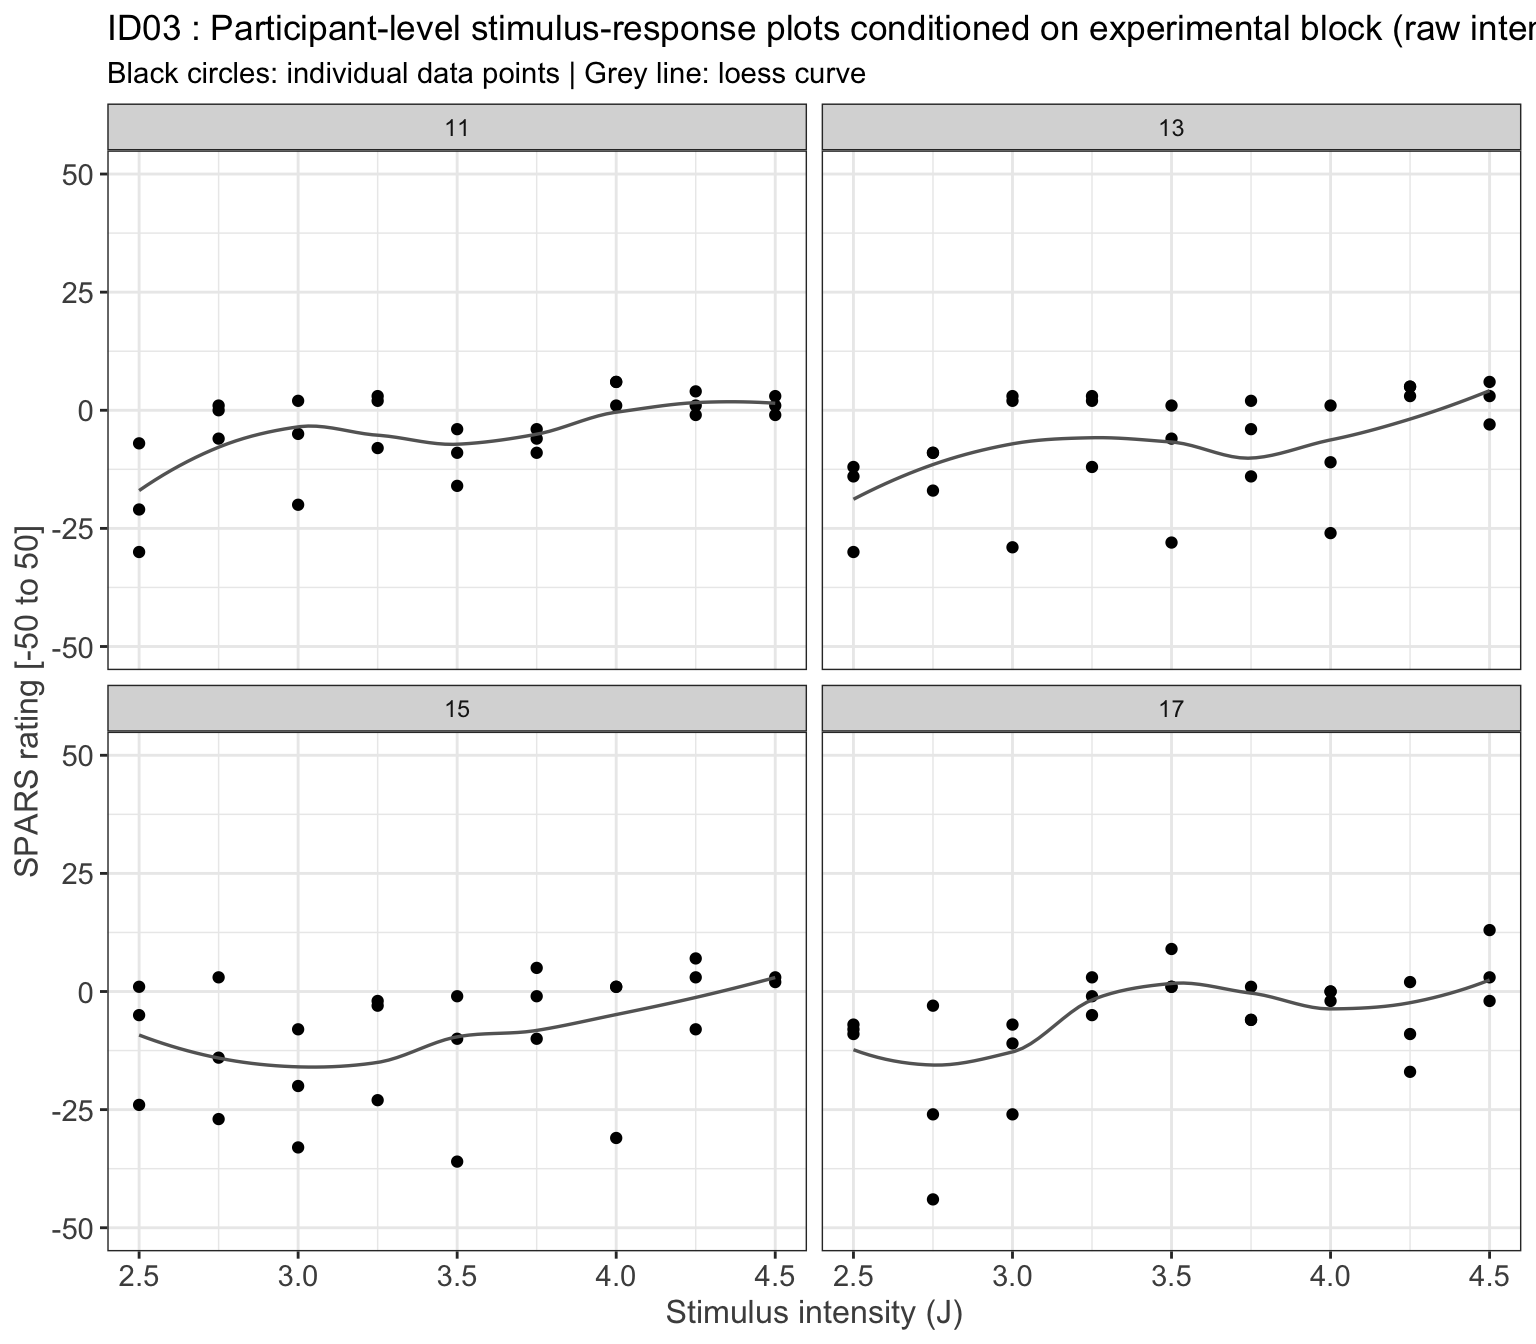 ID03 : Participant-level stimulus-response plots conditioned on experimental block (raw
Black circles: individual data points | Grey line: loess curve
11
13
50
25
0
-25
-50
15
17
50
25
0
-25
-50
SPARS rating [-50 to 50]
2.5 3.0 3.5 4.0 4.5
2.5 3.0 3.5 4.0 4.5
Stimulus intensity (J)